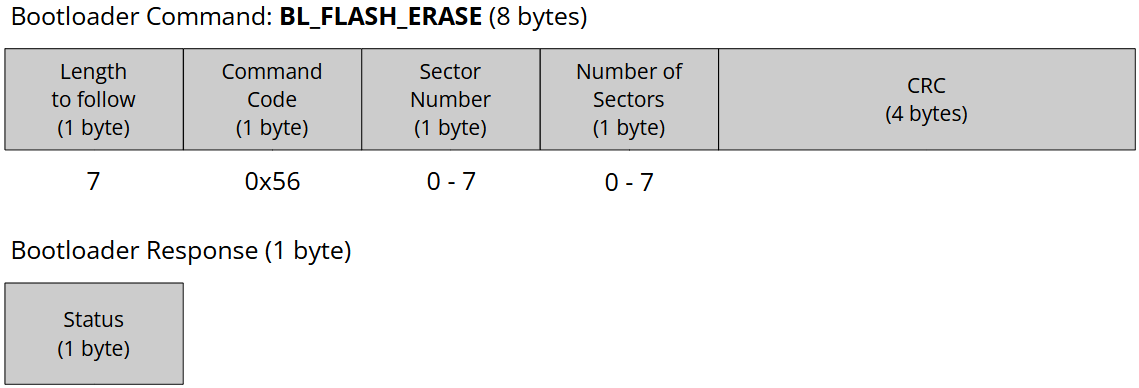 Bootloader Command: BL_FLASH_ERASE (8 bytes)
Length
to follow
(1 byte)
Command
Code
(1 byte)
Sector
Number
(1 byte)
Number of
Sectors
(1 byte)
CRC
(4 bytes)
7
0x56
0 - 7
0 - 7
Bootloader Response (1 byte)
Status
(1 byte)